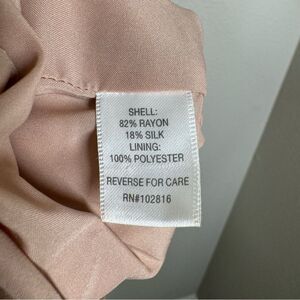 SHELL:
82% RAYON
18% SILK
LINING:
100% POLYESTER
REVERSE FOR CARE
RN#102816